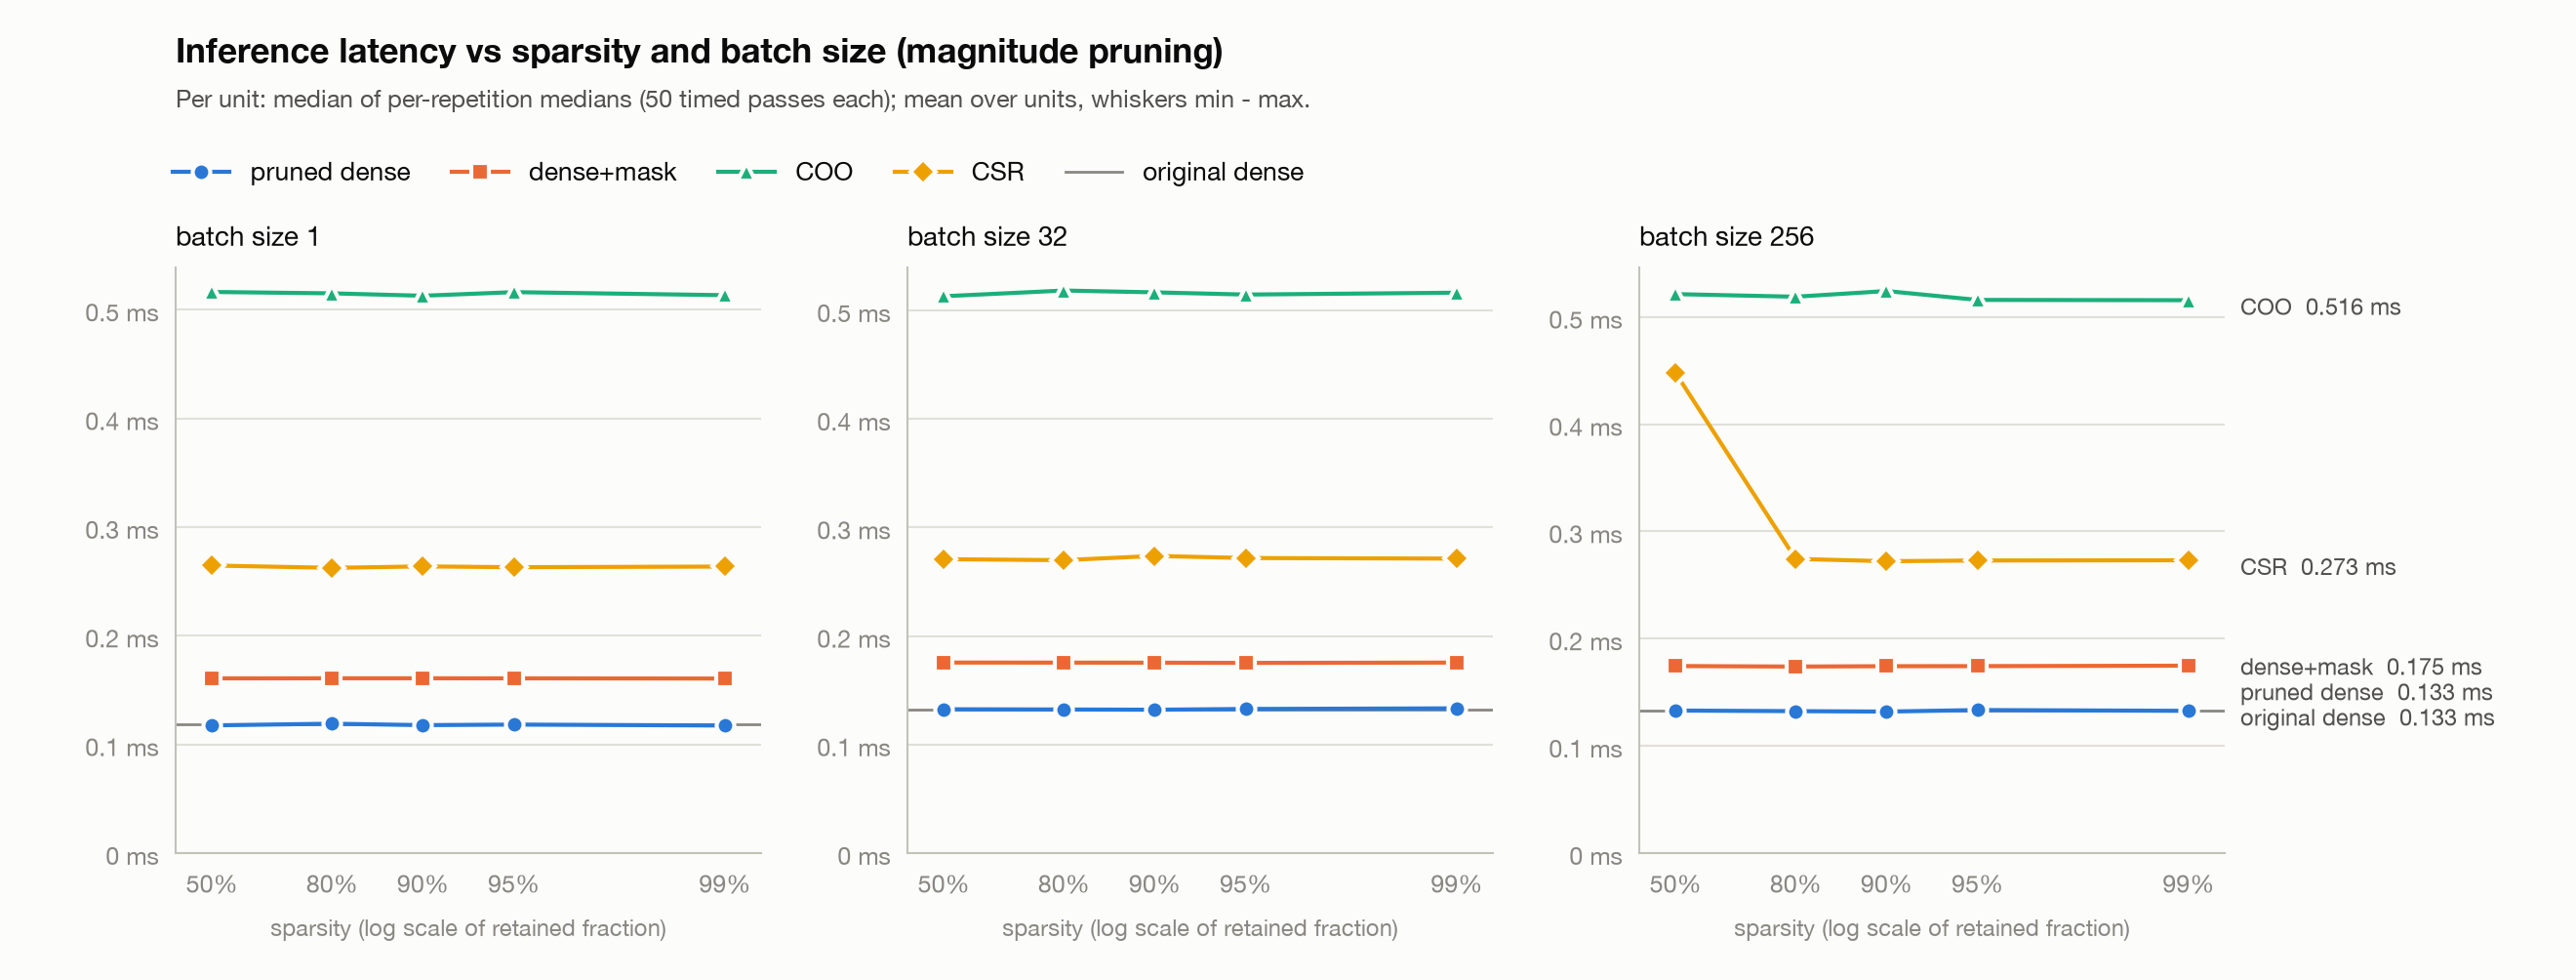 Inference latency vs sparsity and batch size (magnitude pruning)
Per unit: median of per-repetition medians (50 timed passes each); mean over units, whiskers min - max.
pruned dense dense+mask COO CSR original dense
batch size 1
0.5 ms
0.4 ms
0.3 ms
0.2 ms
0.1 ms
0 ms
50% 80% 90% 95% 99%
sparsity (log scale of retained fraction)
batch size 32
0.5 ms
0.4 ms
0.3 ms
0.2 ms
0.1 ms
0 ms
50% 80% 90% 95% 99%
sparsity (log scale of retained fraction)
batch size 256
0.5 ms
0.4 ms
0.3 ms
0.2 ms
0.1 ms
0 ms
50% 80% 90% 95% 99%
sparsity (log scale of retained fraction)
COO 0.516 ms
CSR 0.273 ms
dense+mask 0.175 ms
pruned dense 0.133 ms
original dense 0.133 ms